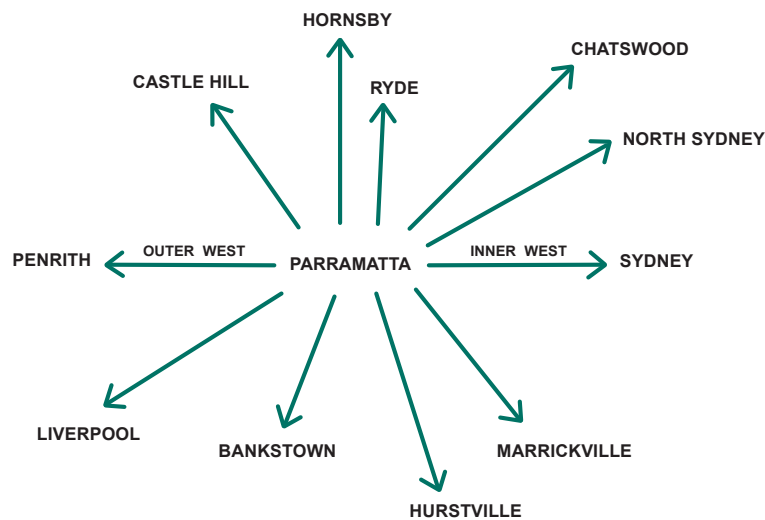 HORNSBY
CHATSWOOD
CASTLE HILL
RYDE
NORTH SYDNEY
PENRITH
OUTER WEST
PARRAMATTA
INNER WEST
SYDNEY
LIVERPOOL
BANKSTOWN
MARRICKVILLE
HURSTVILLE